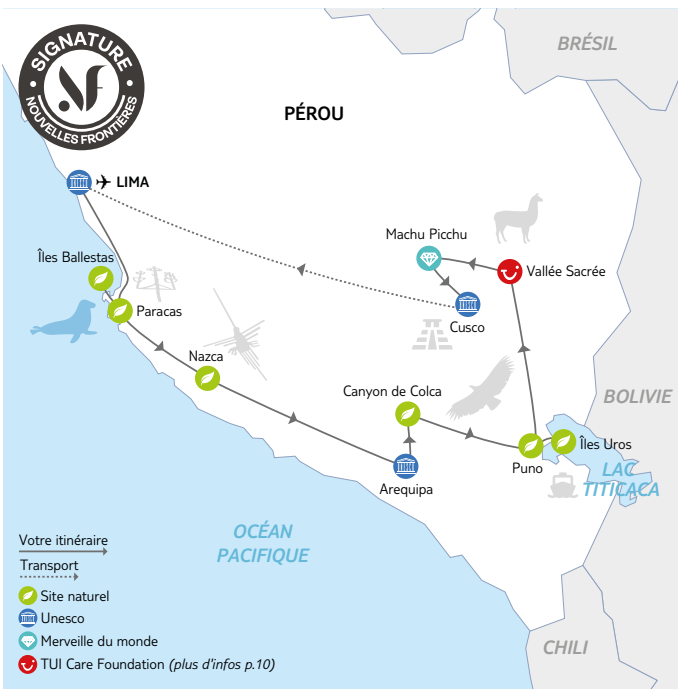 SIGNATURE
NF
NOUVELLES FRONTIÈRES
BRÉSIL
PÉROU
LIMA
Machu Picchu
Îles Ballestas
Vallée Sacrée
Paracas
Cusco
Nazca
Canyon de Colca
BOLIVIE
Îles Uros
Puno
LAC
TITICACA
Arequipa
OCÉAN
PACIFIQUE
Votre itinéraire
Transport
Site naturel
Unesco
Merveille du monde
TUI Care Foundation (plus d'infos p.10)
CHILI